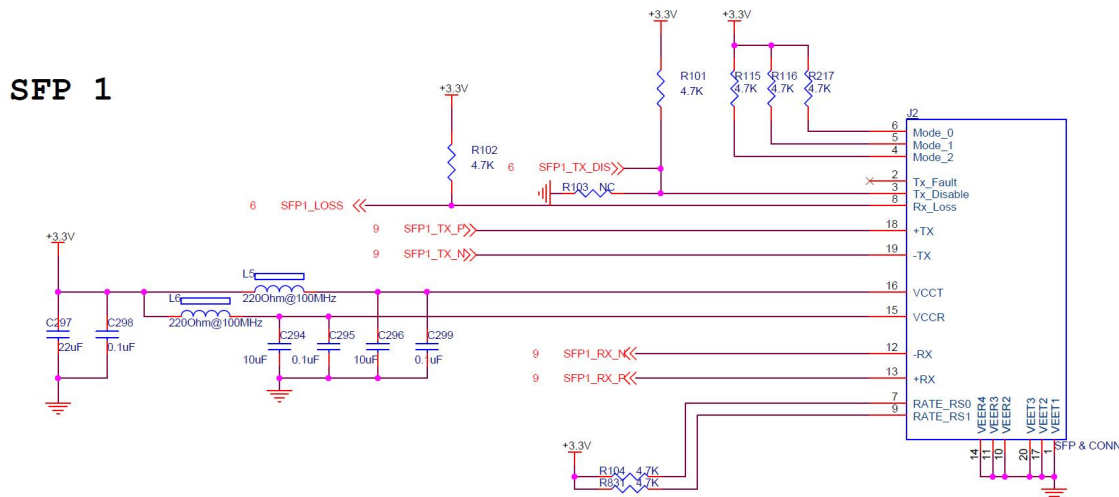 SFP 1
+3.3V
+3.3V
+3.3V
R101
4.7K
R115
4.7K
R116
4.7K
R217
4.7K
+3.3V
R102
4.7K
J2
6
Mode_0
5
Mode_1
4
Mode_2
6 SFP1_TX_DIS
2
Tx_Fault
R103 NC
3
Tx_Disable
6 SFP1_LOSS
8
Rx_Loss
9 SFP1_TX_P
18
+TX
9 SFP1_TX_N
19
-TX
+3.3V
L5
220Ohm@100MHz
16
VCCT
L6
220Ohm@100MHz
15
VCCR
C297
22uF
C298
0.1uF
C294
10uF
C295
0.1uF
C296
10uF
C299
0.1uF
9 SFP1_RX_N
12
-RX
9 SFP1_RX_P
13
+RX
7
RATE_RS0
9
RATE_RS1
+3.3V
R104 4.7K
R831 4.7K
VEER4
VEER3
VEER2
VEET3
VEET2
VEET1
14
11
10
20
17
1
SFP & CONN